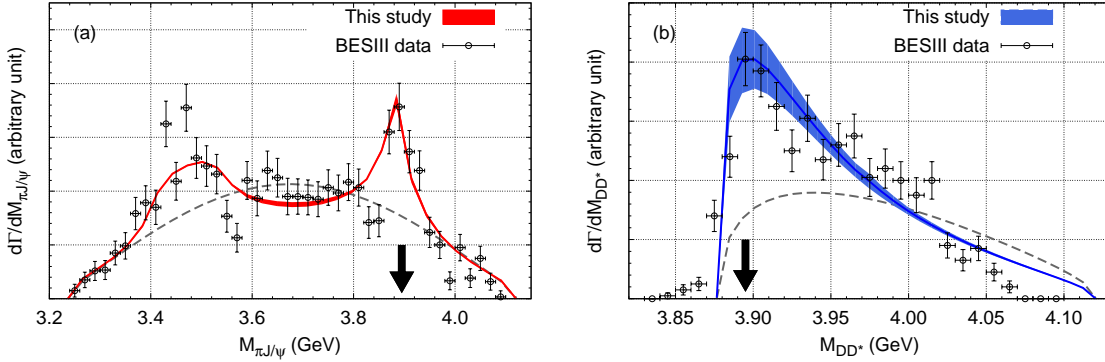 This study
BESIII data
(a)
dΓ/dM_{πJ/ψ} (arbitrary unit)
3.2 3.4 3.6 3.8 4.0
M_{πJ/ψ} (GeV)
This study
BESIII data
(b)
dΓ/dM_{DD*} (arbitrary unit)
3.85 3.90 3.95 4.00 4.05 4.10
M_{DD*} (GeV)